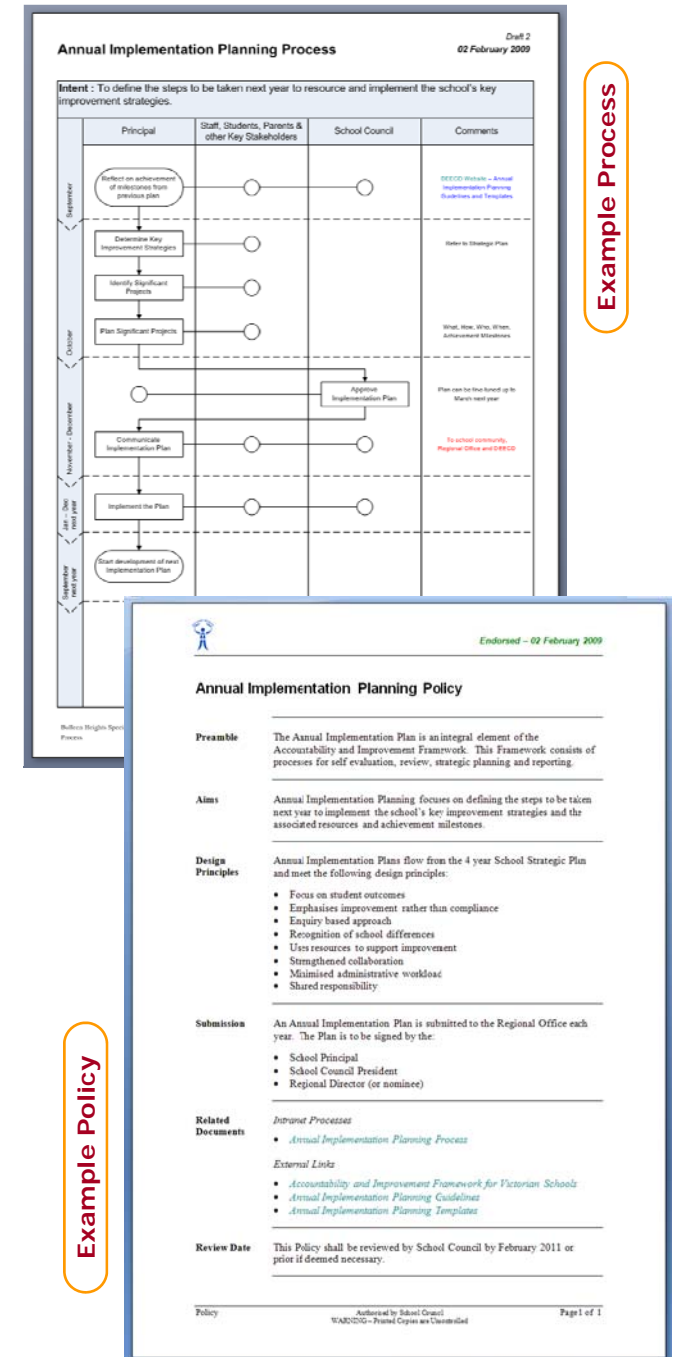 Draft 2
Annual Implementation Planning Process
02 February 2009
Intent : To define the steps to be taken next year to resource and implement the school's key
improvement strategies.
Principal
Staff, Students, Parents &
other Key Stakeholders
School Council
Comments
September
Reflect on achievement
of milestones from
previous plan
DEECD Website – Annual
Implementation Planning
Guidelines and Templates
October
Determine Key
Improvement Strategies
Refer to Strategic Plan
Identify Significant
Projects
Plan Significant Projects
What, How, Who, When,
Achievement Milestones
November - December
Approve
Implementation Plan
Plan can be fine tuned up to
March next year
Communicate
Implementation Plan
To school community,
Regional Office and DEECD
Jan – Dec
next year
Implement the Plan
September
next year
Start development of next
Implementation Plan
Bulleen Heights Speci
Process
Example Process
Endorsed – 02 February 2009
Annual Implementation Planning Policy
Preamble
The Annual Implementation Plan is an integral element of the
Accountability and Improvement Framework. This Framework consists of
processes for self evaluation, review, strategic planning and reporting.
Aims
Annual Implementation Planning focuses on defining the steps to be taken
next year to implement the school's key improvement strategies and the
associated resources and achievement milestones.
Design
Principles
Annual Implementation Plans flow from the 4 year School Strategic Plan
and meet the following design principles:
• Focus on student outcomes
• Emphasises improvement rather than compliance
• Enquiry based approach
• Recognition of school differences
• Uses resources to support improvement
• Strengthened collaboration
• Minimised administrative workload
• Shared responsibility
Submission
An Annual Implementation Plan is submitted to the Regional Office each
year. The Plan is to be signed by the:
• School Principal
• School Council President
• Regional Director (or nominee)
Related
Documents
Intranet Processes
• Annual Implementation Planning Process
External Links
• Accountability and Improvement Framework for Victorian Schools
• Annual Implementation Planning Guidelines
• Annual Implementation Planning Templates
Review Date
This Policy shall be reviewed by School Council by February 2011 or
prior if deemed necessary.
Policy
Authorised by School Council
WARNING – Printed Copies are Uncontrolled
Page1 of 1
Example Policy